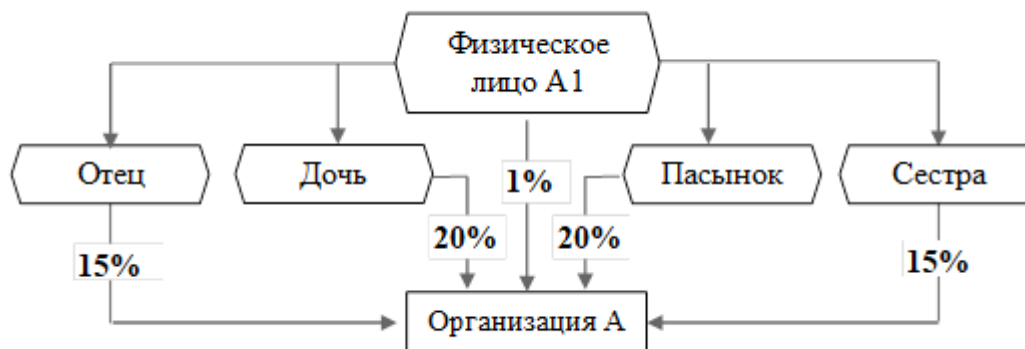 Физическое
лицо А1
Отец
Дочь
1%
Пасынок
Сестра
15%
20%
20%
15%
Организация А